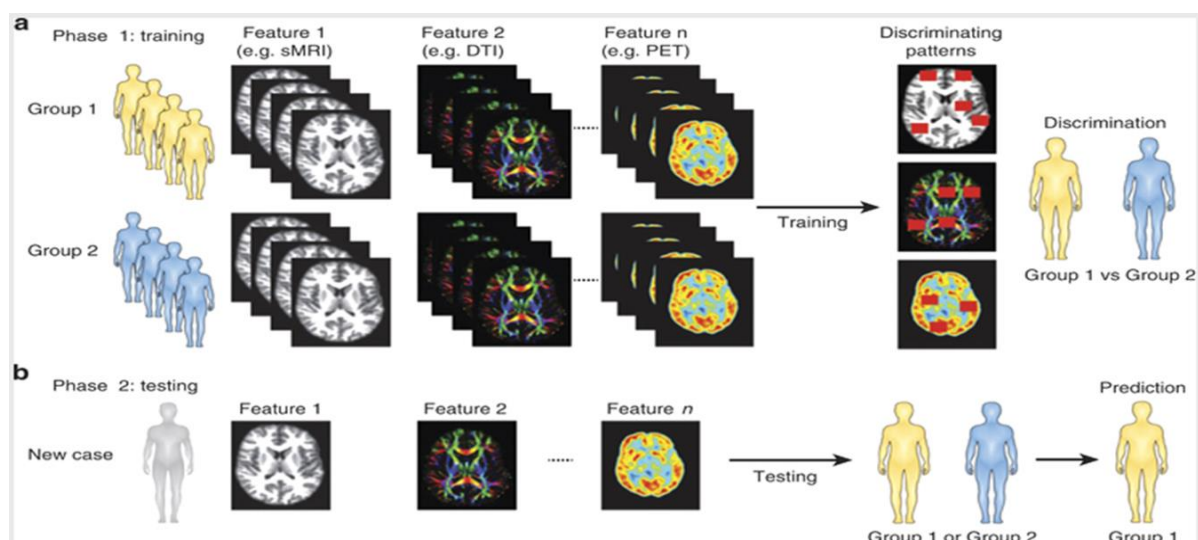 a
Phase 1: training
Feature 1
(e.g. sMRI)
Feature 2
(e.g. DTI)
Feature n
(e.g. PET)
Discriminating
patterns
Group 1
Discrimination
Training
Group 2
Group 1 vs Group 2
b
Phase 2: testing
Feature 1
Feature 2
Feature n
Prediction
New case
Testing
Group 1 or Group 2
Group 1